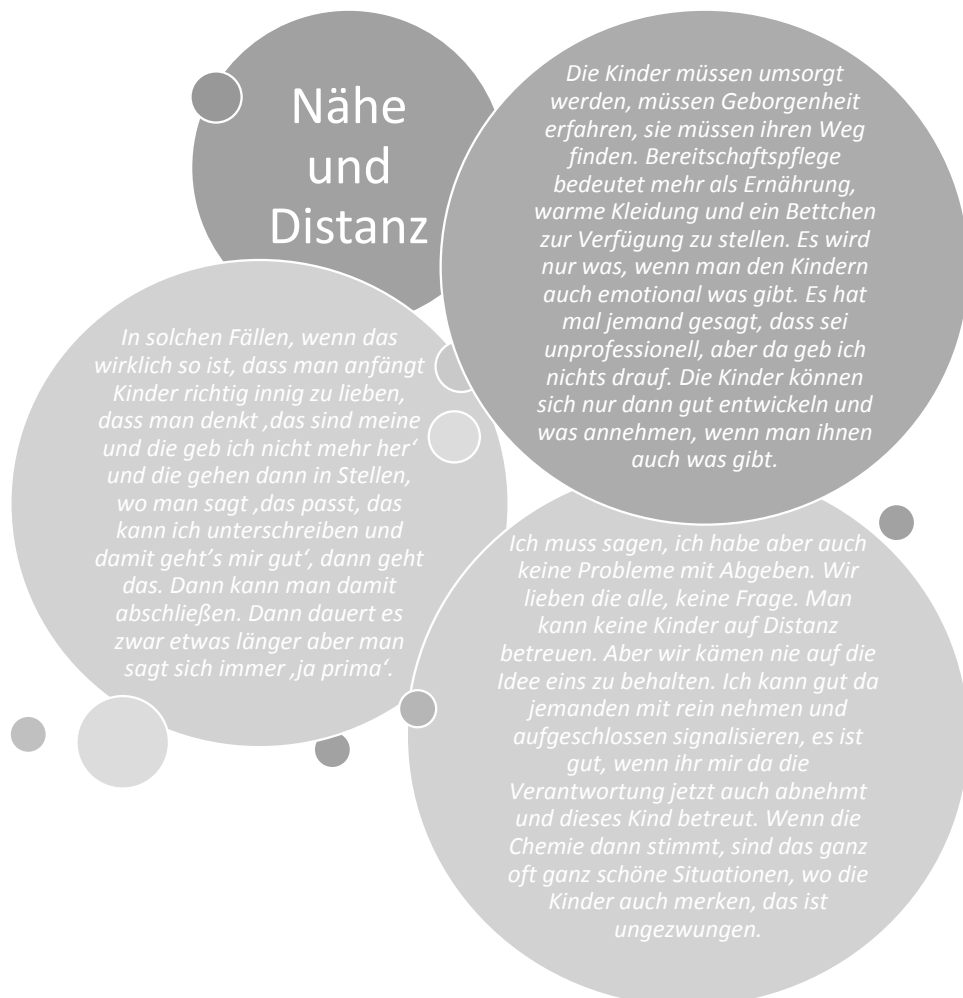 Nähe
und
Distanz
Die Kinder müssen umsorgt
werden, müssen Geborgenheit
erfahren, sie müssen ihren Weg
finden. Bereitschaftspflege
bedeutet mehr als Ernährung,
warme Kleidung und ein Bettchen
zur Verfügung zu stellen. Es wird
nur was, wenn man den Kindern
auch emotional was gibt. Es hat
mal jemand gesagt, dass sei
unprofessionell, aber da geb ich
nichts drauf. Die Kinder können
sich nur dann gut entwickeln und
was annehmen, wenn man ihnen
auch was gibt.
In solchen Fällen, wenn das
wirklich so ist, dass man anfängt
Kinder richtig innig zu lieben,
dass man denkt ‚das sind meine
und die geb ich nicht mehr her‘
und die gehen dann in Stellen,
wo man sagt ‚das passt, das
kann ich unterschreiben und
damit geht's mir gut‘, dann geht
das. Dann kann man damit
abschließen. Dann dauert es
zwar etwas länger aber man
sagt sich immer ‚ja prima‘.
Ich muss sagen, ich habe aber auch
keine Probleme mit Abgeben. Wir
lieben die alle, keine Frage. Man
kann keine Kinder auf Distanz
betreuen. Aber wir kämen nie auf die
Idee eins zu behalten. Ich kann gut da
jemanden mit rein nehmen und
aufgeschlossen signalisieren, es ist
gut, wenn ihr mir da die
Verantwortung jetzt auch abnehmt
und dieses Kind betreut. Wenn die
Chemie dann stimmt, sind das ganz
oft ganz schöne Situationen, wo die
Kinder auch merken, das ist
ungezwungen.